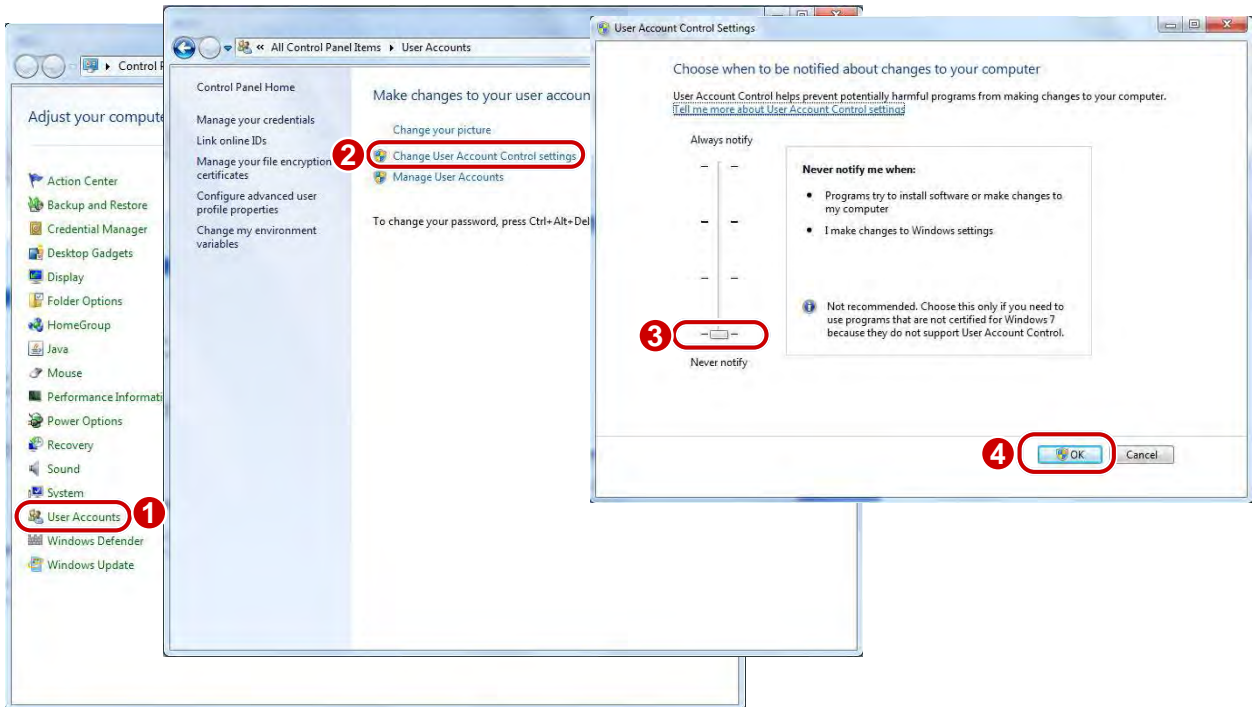 Control P
Adjust your compute
Action Center
Backup and Restore
Credential Manager
Desktop Gadgets
Display
Folder Options
HomeGroup
Java
Mouse
Performance Informati
Power Options
Recovery
Sound
System
User Accounts
1
Windows Defender
Windows Update
« All Control Panel Items ▸ User Accounts
Control Panel Home
Manage your credentials
Link online IDs
Manage your file encryption
certificates
Configure advanced user
profile properties
Change my environment
variables
Make changes to your user accoun
Change your picture
2
Change User Account Control settings
Manage User Accounts
To change your password, press Ctrl+Alt+Del
User Account Control Settings
Choose when to be notified about changes to your computer
User Account Control helps prevent potentially harmful programs from making changes to your computer.
Tell me more about User Account Control settings
Always notify
Never notify me when:
• Programs try to install software or make changes to
my computer
• I make changes to Windows settings
Not recommended. Choose this only if you need to
use programs that are not certified for Windows 7
because they do not support User Account Control.
3
Never notify
4
OK
Cancel